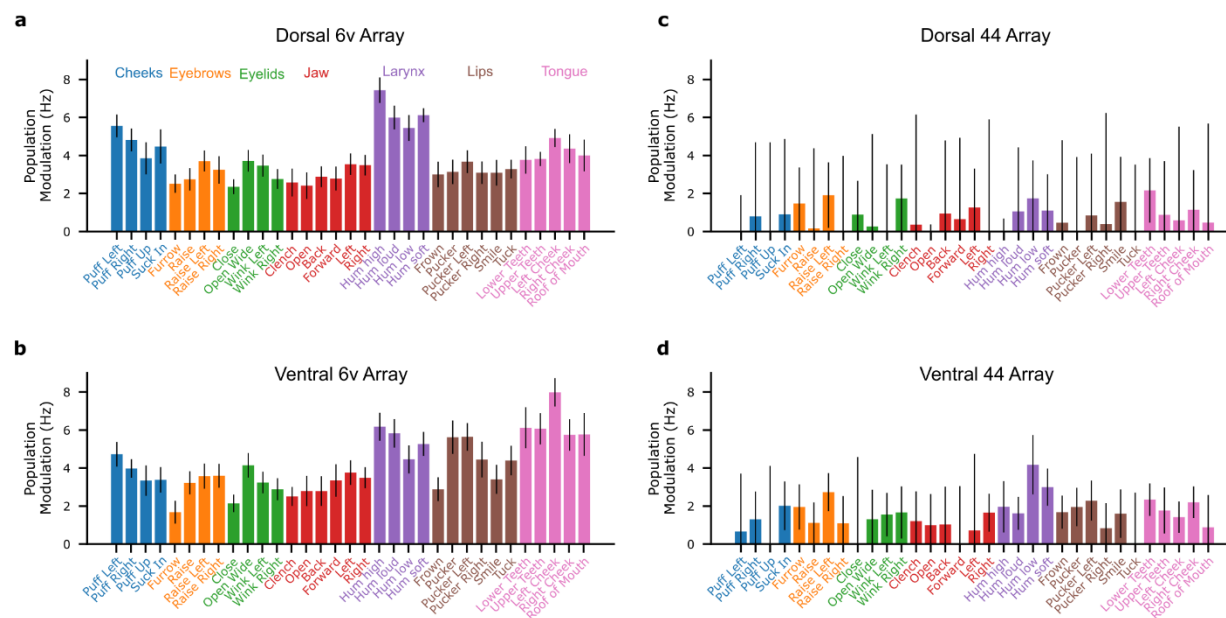 a
Dorsal 6v Array
Cheeks Eyebrows Eyelids Jaw Larynx Lips Tongue
Population
Modulation (Hz)
8
6
4
2
0
Puff Left
Puff Right
Puff Up
Suck In
Furrow
Raise
Raise Left
Raise Right
Close
Open Wide
Wink Left
Wink Right
Clench
Open
Back
Forward
Left
Right
Hum high
Hum loud
Hum low
Hum soft
Frown
Pucker
Pucker Left
Pucker Right
Smile
Tuck
Lower Teeth
Upper Teeth
Left Cheek
Right Cheek
Roof of Mouth
c
Dorsal 44 Array
Population
Modulation (Hz)
8
6
4
2
0
Puff Left
Puff Right
Puff Up
Suck In
Furrow
Raise
Raise Left
Raise Right
Close
Open Wide
Wink Left
Wink Right
Clench
Open
Back
Forward
Left
Right
Hum high
Hum loud
Hum low
Hum soft
Frown
Pucker
Pucker Left
Pucker Right
Smile
Tuck
Lower Teeth
Upper Teeth
Left Cheek
Right Cheek
Roof of Mouth
b
Ventral 6v Array
Population
Modulation (Hz)
8
6
4
2
0
Puff Left
Puff Right
Puff Up
Suck In
Furrow
Raise
Raise Left
Raise Right
Close
Open Wide
Wink Left
Wink Right
Clench
Open
Back
Forward
Left
Right
Hum high
Hum loud
Hum low
Hum soft
Frown
Pucker
Pucker Left
Pucker Right
Smile
Tuck
Lower Teeth
Upper Teeth
Left Cheek
Right Cheek
Roof of Mouth
d
Ventral 44 Array
Population
Modulation (Hz)
8
6
4
2
0
Puff Left
Puff Right
Puff Up
Suck In
Furrow
Raise
Raise Left
Raise Right
Close
Open Wide
Wink Left
Wink Right
Clench
Open
Back
Forward
Left
Right
Hum high
Hum loud
Hum low
Hum soft
Frown
Pucker
Pucker Left
Pucker Right
Smile
Tuck
Lower Teeth
Upper Teeth
Left Cheek
Right Cheek
Roof of Mouth